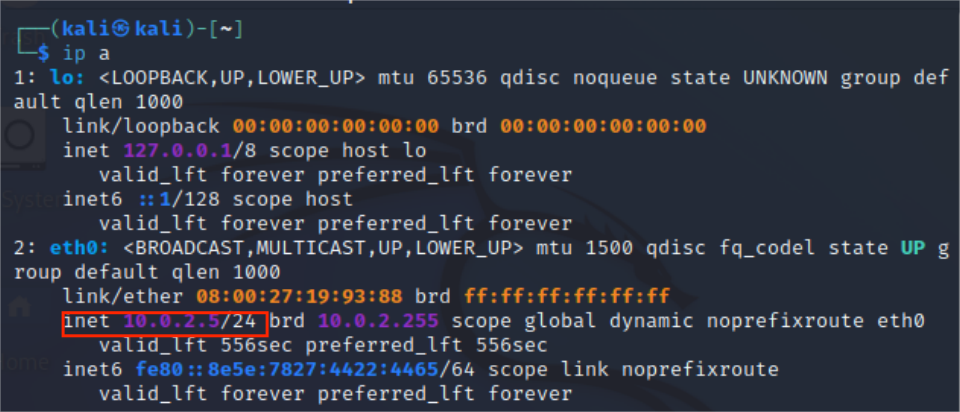 ┌──(kali㉿kali)-[~]
└─$ ip a
1: lo: <LOOPBACK,UP,LOWER_UP> mtu 65536 qdisc noqueue state UNKNOWN group def
ault qlen 1000
    link/loopback 00:00:00:00:00:00 brd 00:00:00:00:00:00
    inet 127.0.0.1/8 scope host lo
       valid_lft forever preferred_lft forever
    inet6 ::1/128 scope host
       valid_lft forever preferred_lft forever
2: eth0: <BROADCAST,MULTICAST,UP,LOWER_UP> mtu 1500 qdisc fq_codel state UP g
roup default qlen 1000
    link/ether 08:00:27:19:93:88 brd ff:ff:ff:ff:ff:ff
    inet 10.0.2.5/24 brd 10.0.2.255 scope global dynamic noprefixroute eth0
       valid_lft 556sec preferred_lft 556sec
    inet6 fe80::8e5e:7827:4422:4465/64 scope link noprefixroute
       valid_lft forever preferred_lft forever